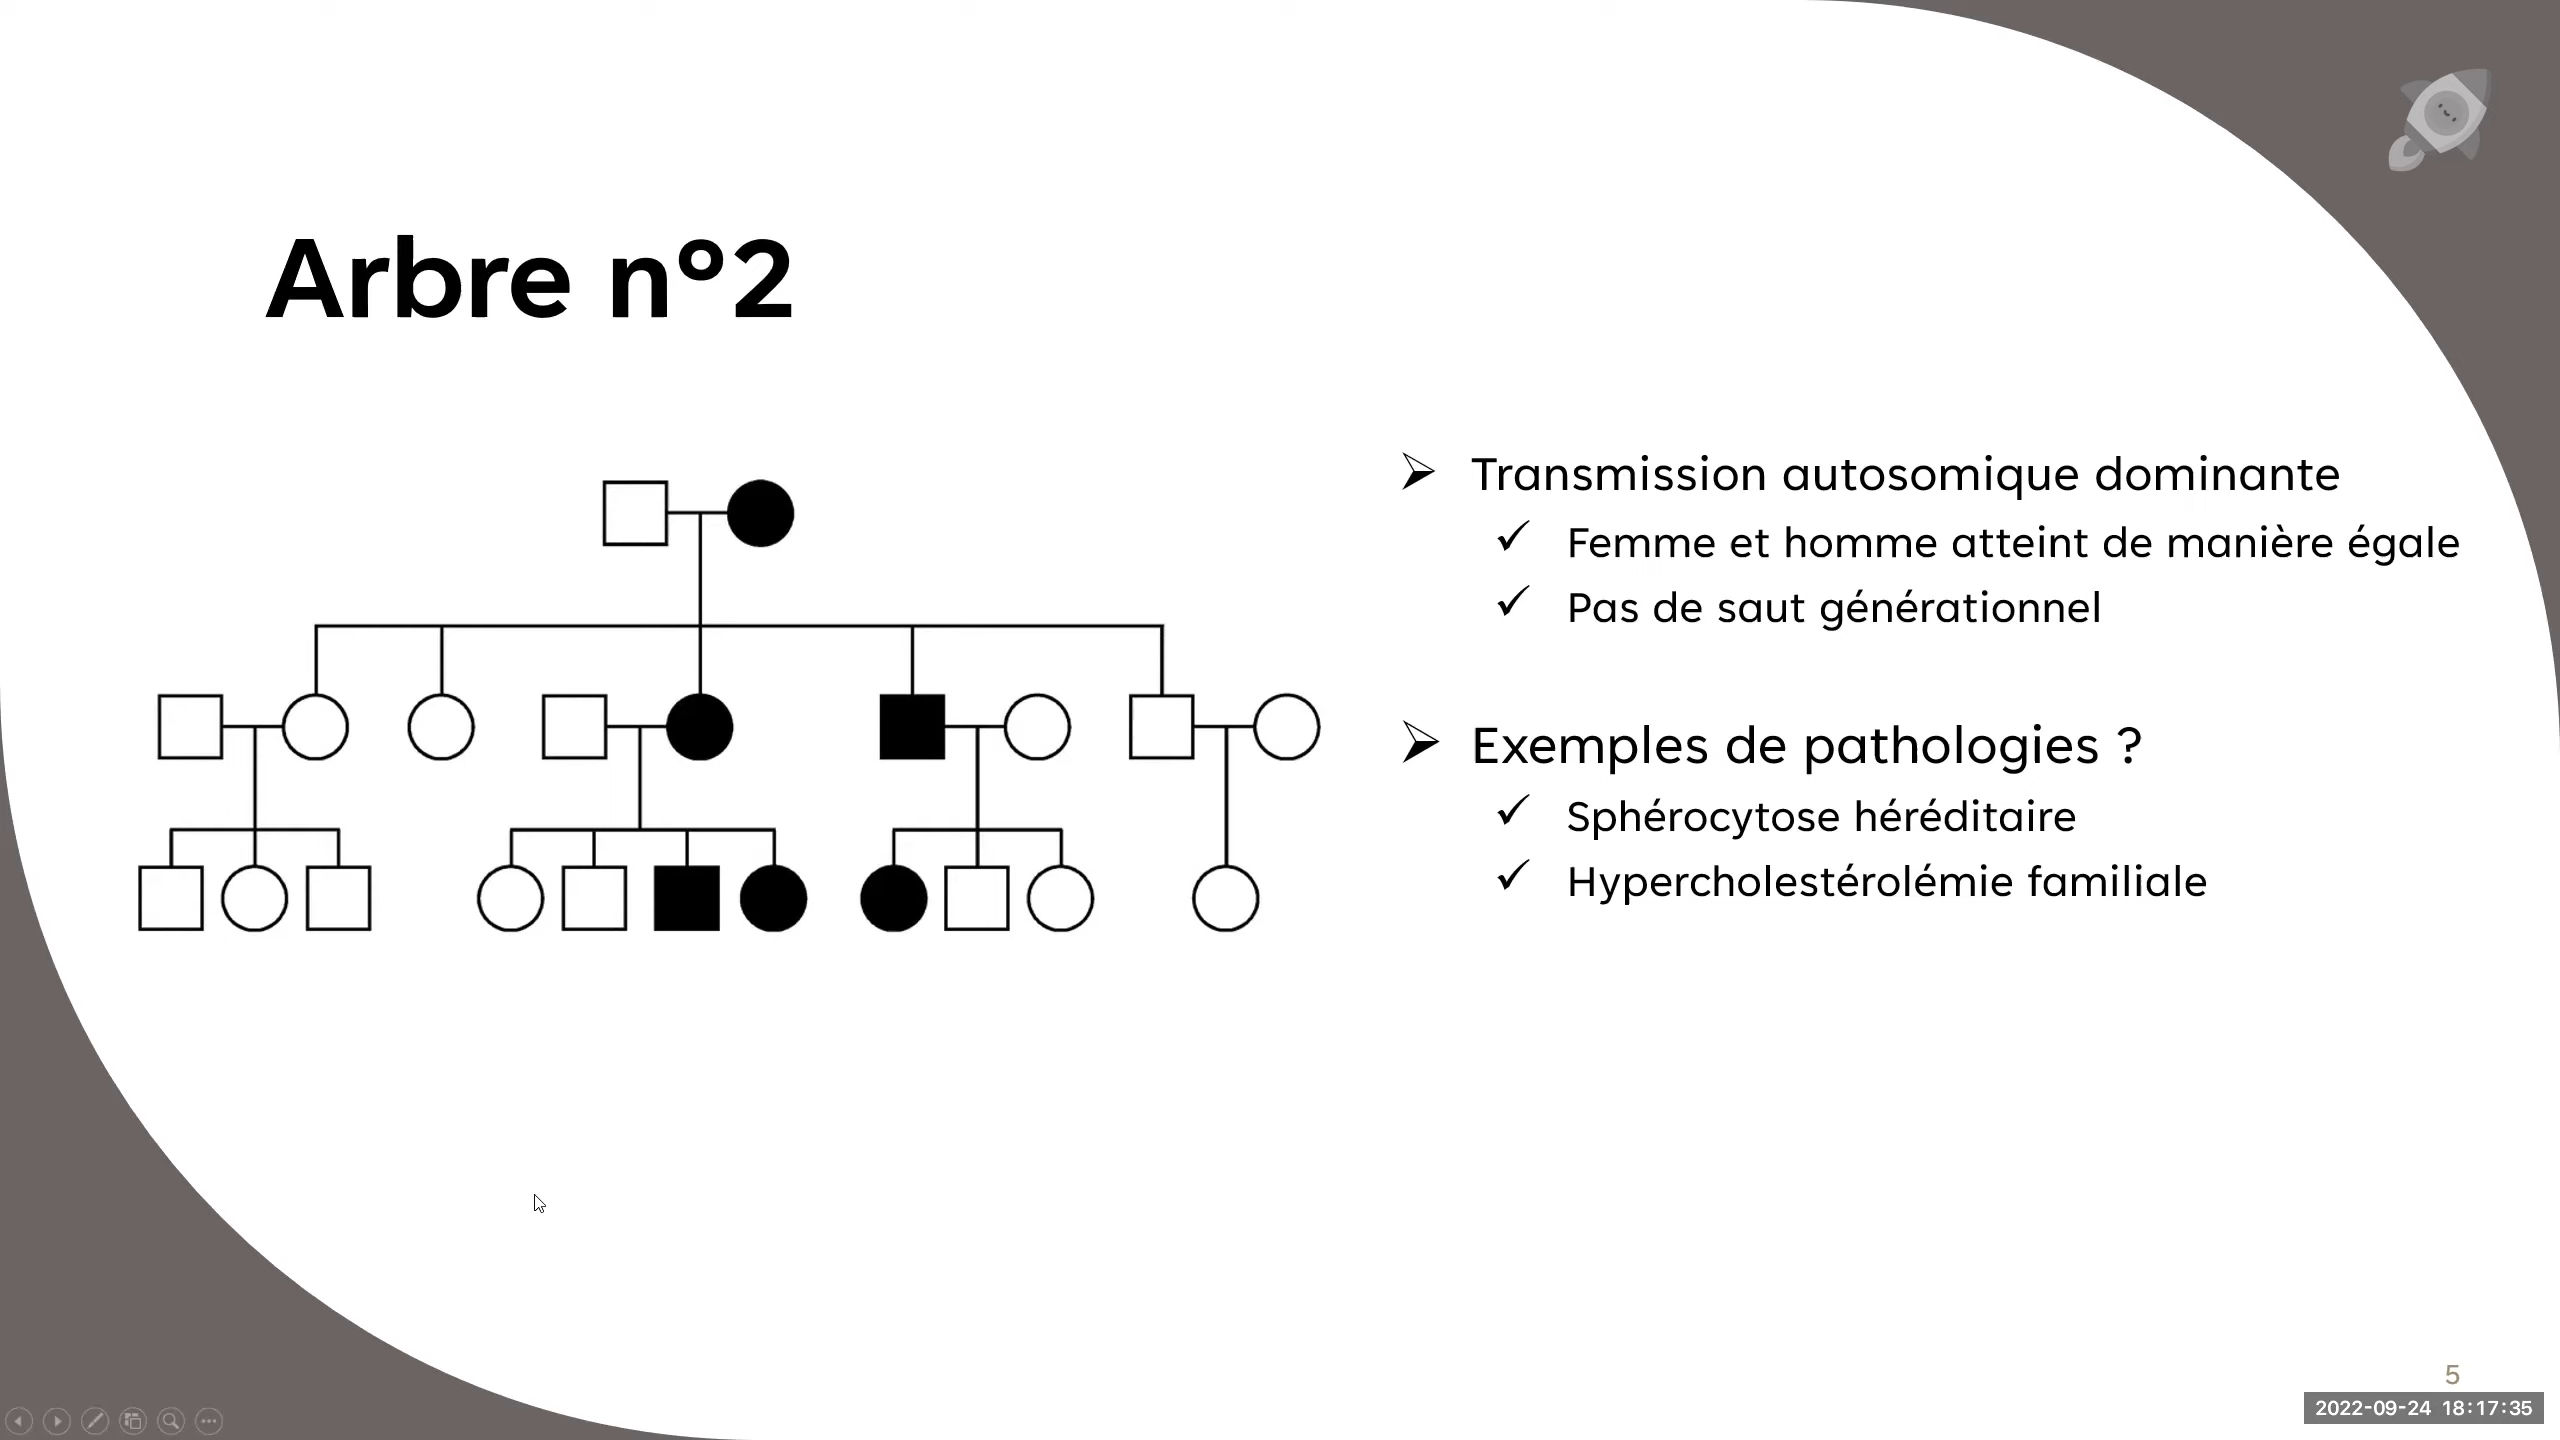 Arbre n°2
Transmission autosomique dominante
Femme et homme atteint de manière égale
Pas de saut générationnel
Exemples de pathologies ?
Sphérocytose héréditaire
Hypercholestérolémie familiale
5
2022-09-24 18:17:35